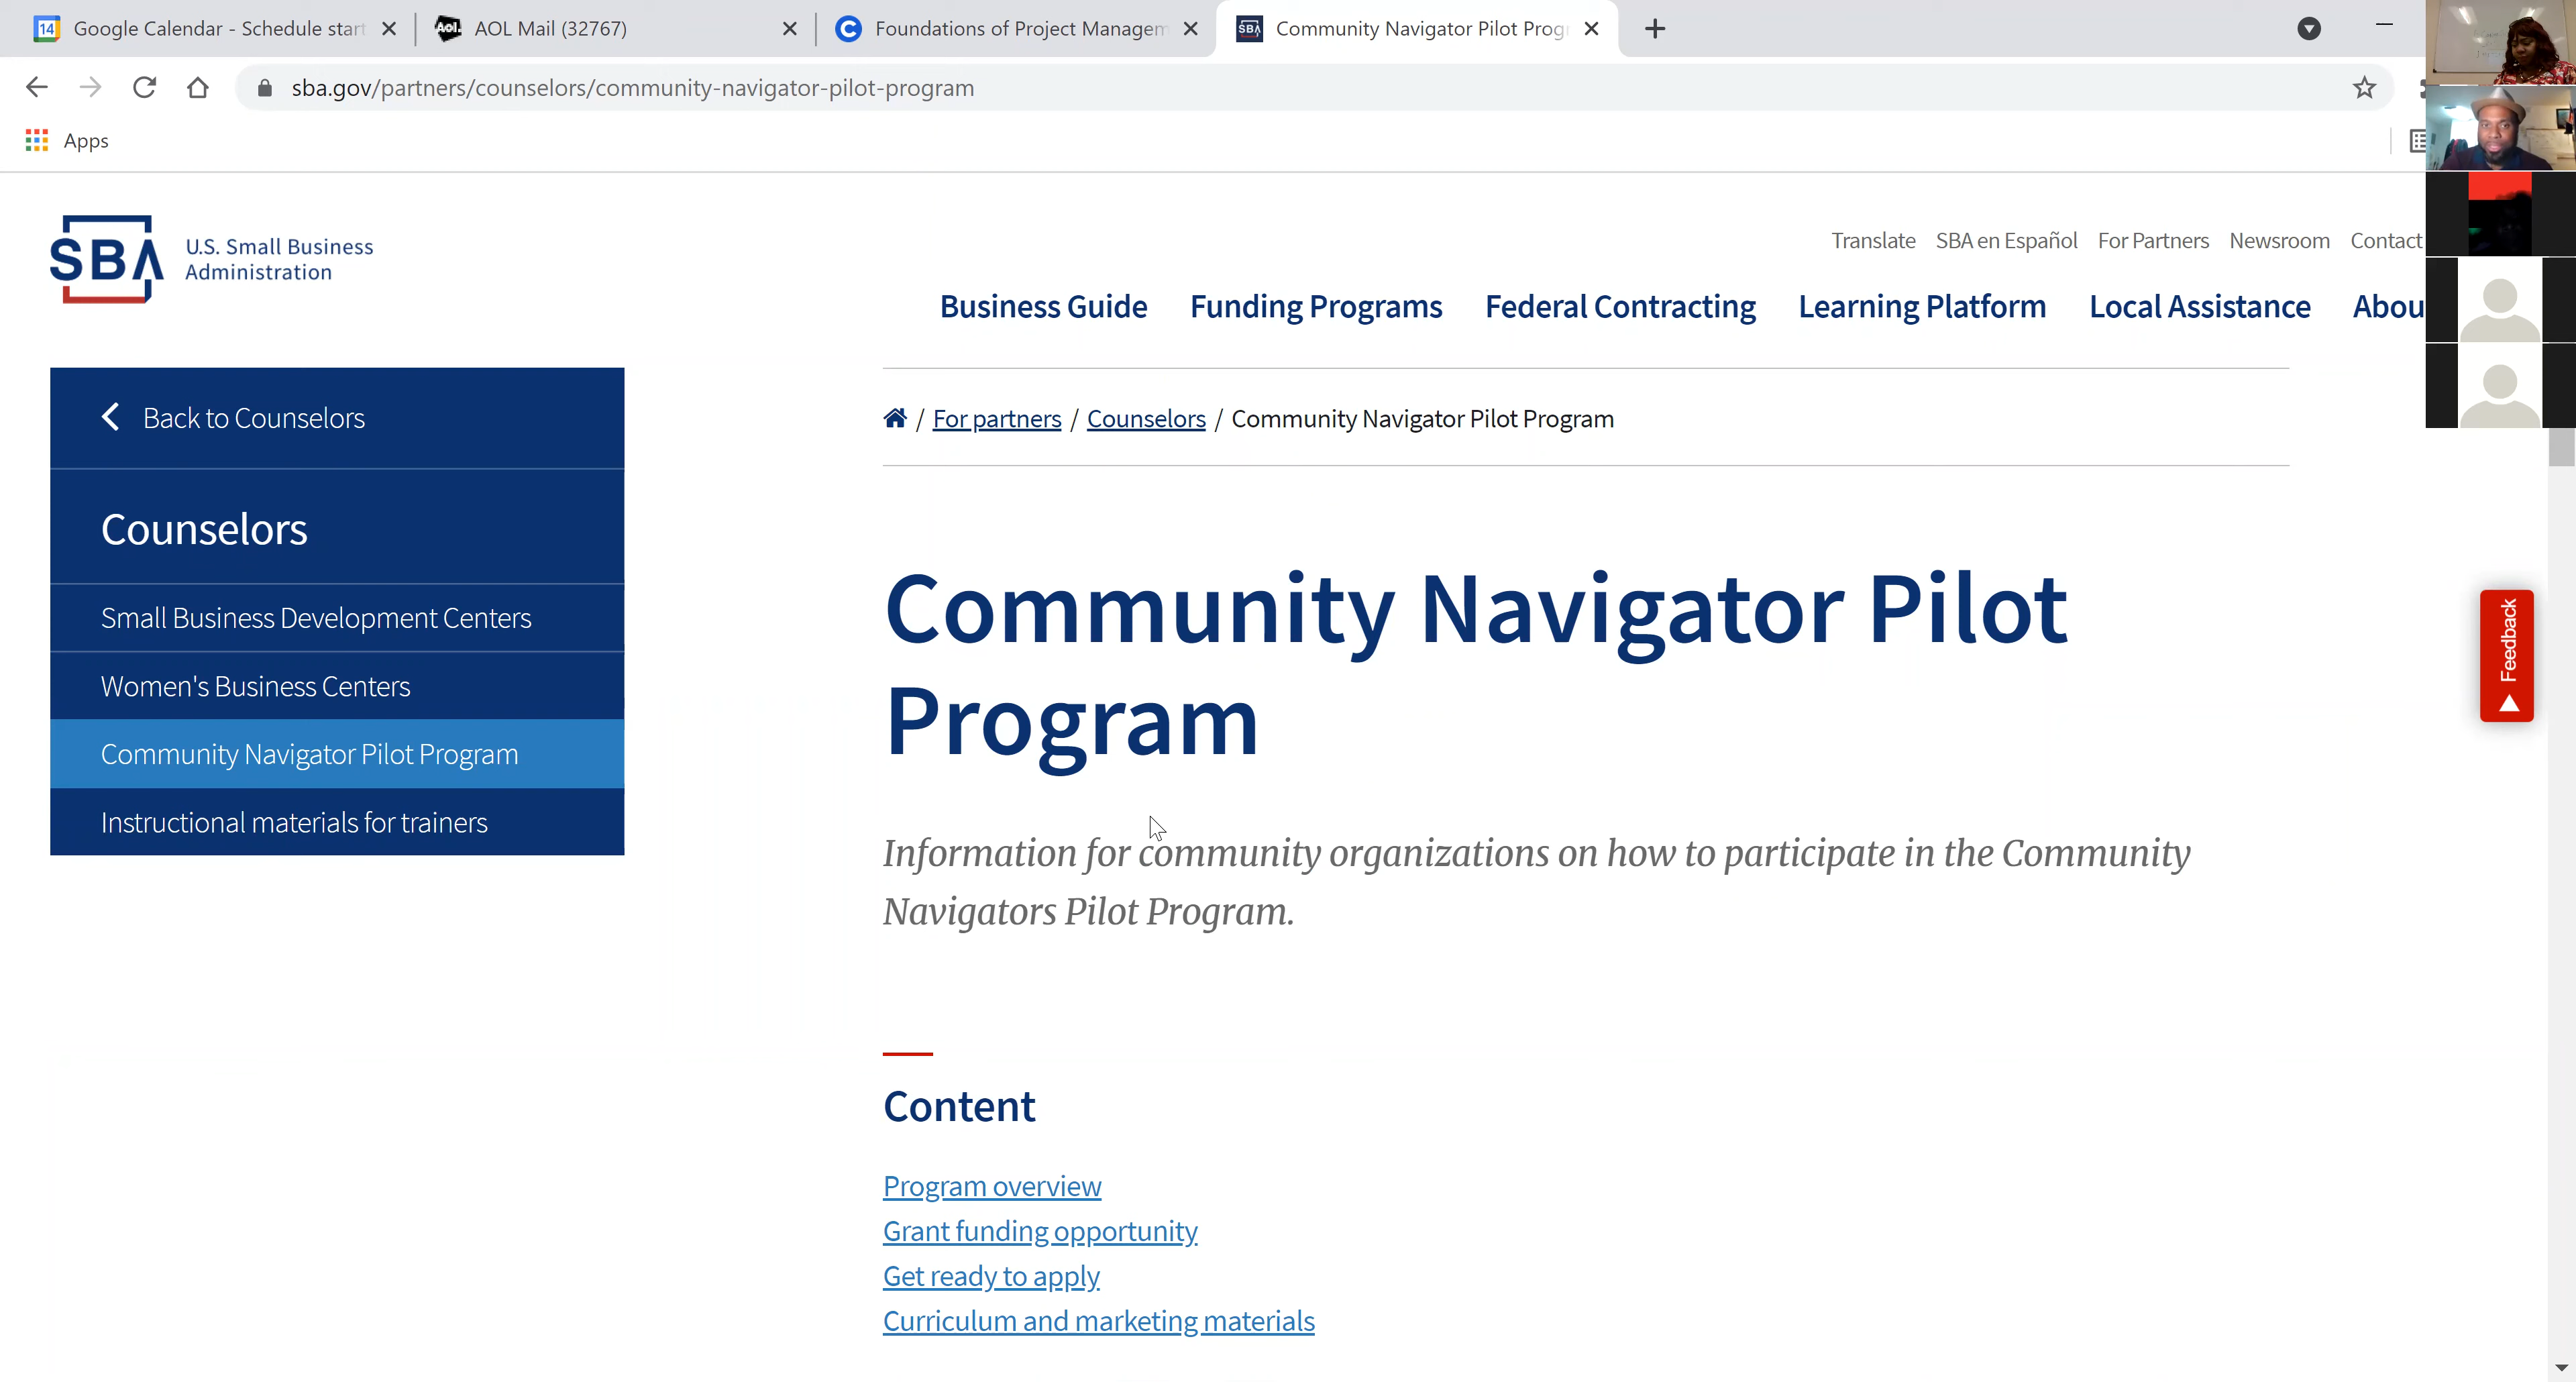 14 Google Calendar - Schedule start
Aol. AOL Mail (32767)
Foundations of Project Managem
SBA Community Navigator Pilot Prog
sba.gov/partners/counselors/community-navigator-pilot-program
Apps
SBA U.S. Small Business
Administration
Translate SBA en Español For Partners Newsroom Contact
Business Guide Funding Programs Federal Contracting Learning Platform Local Assistance Abou
Back to Counselors
Counselors
Small Business Development Centers
Women's Business Centers
Community Navigator Pilot Program
Instructional materials for trainers
/ For partners / Counselors / Community Navigator Pilot Program
Community Navigator Pilot
Program
Information for community organizations on how to participate in the Community
Navigators Pilot Program.
Feedback
Content
Program overview
Grant funding opportunity
Get ready to apply
Curriculum and marketing materials